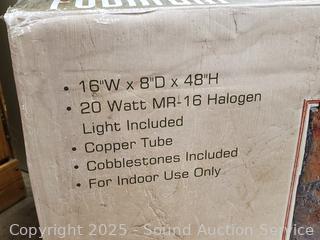 • 16"W x 8"D x 48"H
• 20 Watt MR-16 Halogen
Light Included
• Copper Tube
• Cobblestones Included
• For Indoor Use Only
Copyright 2025 - Sound Auction Service